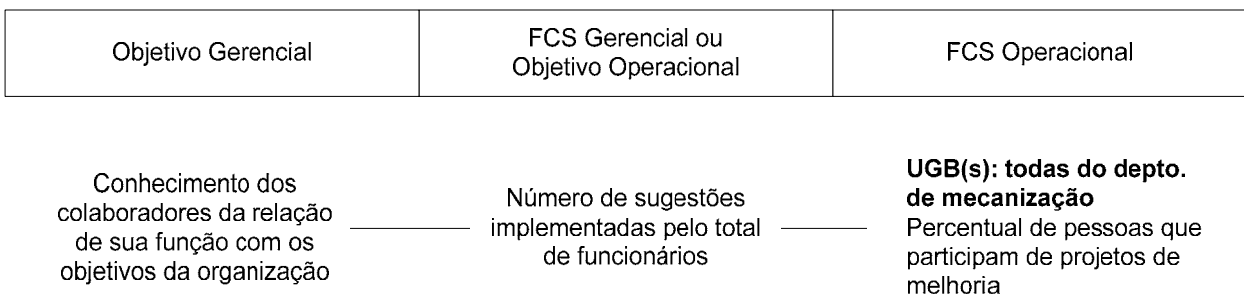 Objetivo Gerencial
FCS Gerencial ou
Objetivo Operacional
FCS Operacional
Conhecimento dos
colaboradores da relação
de sua função com os
objetivos da organização
Número de sugestões
implementadas pelo total
de funcionários
UGB(s): todas do depto.
de mecanização
Percentual de pessoas que
participam de projetos de
melhoria